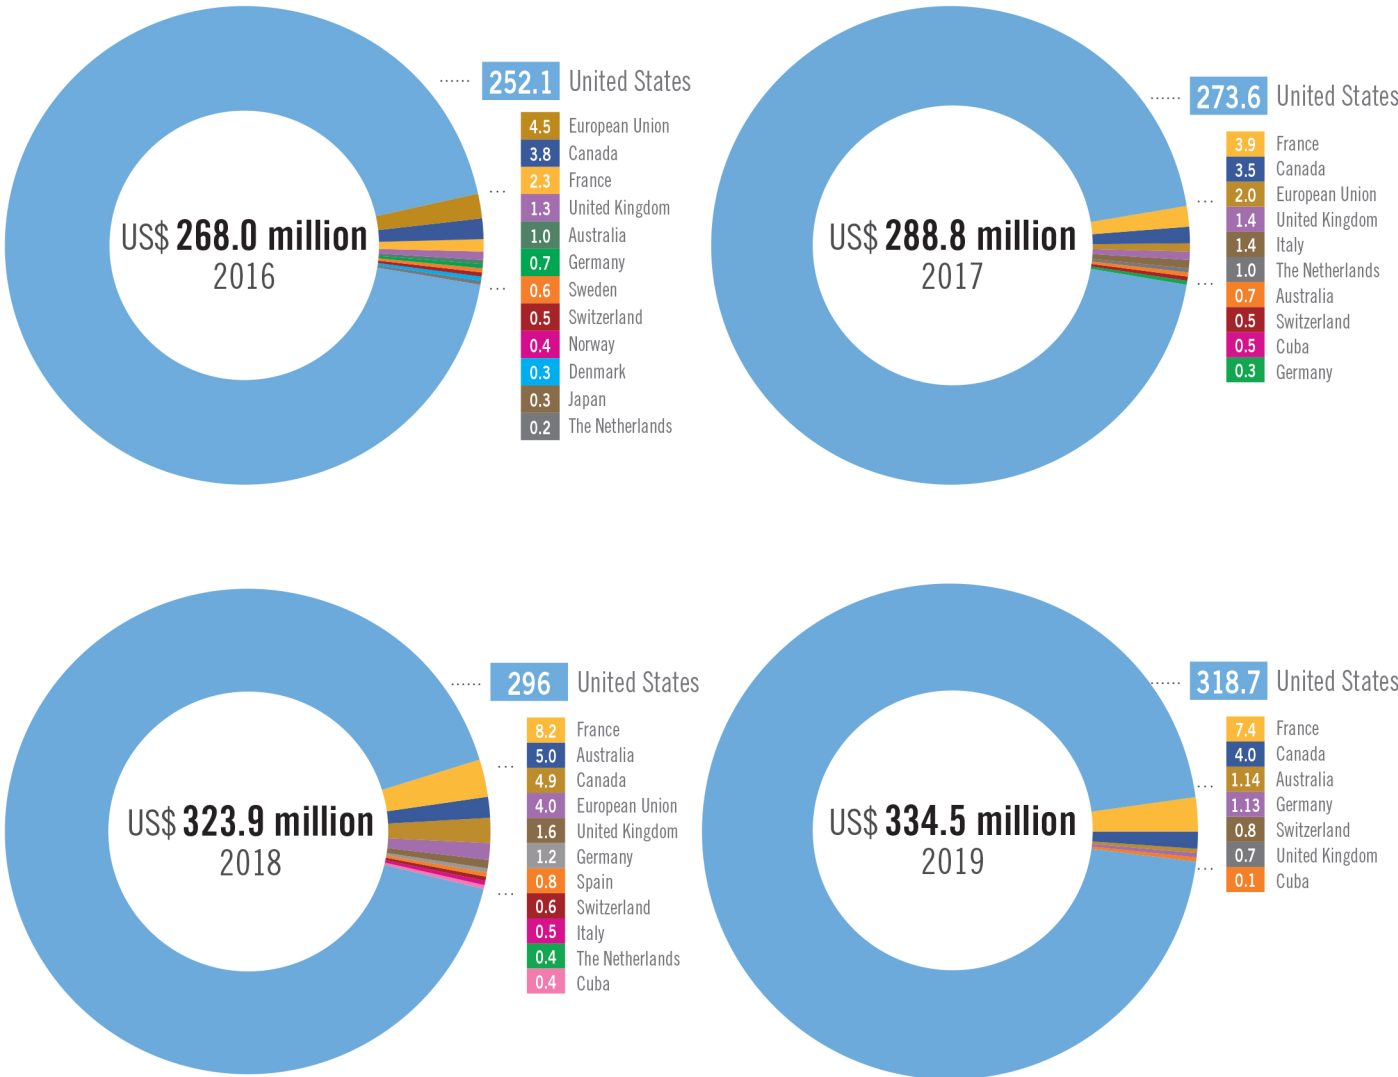 252.1 United States
4.5 European Union
3.8 Canada
2.3 France
1.3 United Kingdom
1.0 Australia
0.7 Germany
0.6 Sweden
0.5 Switzerland
0.4 Norway
0.3 Denmark
0.3 Japan
0.2 The Netherlands
US$ 268.0 million
2016
273.6 United States
3.9 France
3.5 Canada
2.0 European Union
1.4 United Kingdom
1.4 Italy
1.0 The Netherlands
0.7 Australia
0.5 Switzerland
0.5 Cuba
0.3 Germany
US$ 288.8 million
2017
296 United States
8.2 France
5.0 Australia
4.9 Canada
4.0 European Union
1.6 United Kingdom
1.2 Germany
0.8 Spain
0.6 Switzerland
0.5 Italy
0.4 The Netherlands
0.4 Cuba
US$ 323.9 million
2018
318.7 United States
7.4 France
4.0 Canada
1.14 Australia
1.13 Germany
0.8 Switzerland
0.7 United Kingdom
0.1 Cuba
US$ 334.5 million
2019